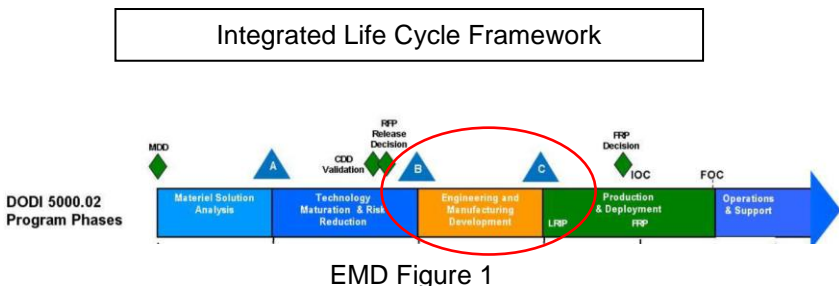 Integrated Life Cycle Framework
MDD
A
CDD
Validation
RFP
Release
Decision
B
C
FRP
Decision
IOC
FOC
DODI 5000.02
Program Phases
Materiel Solution
Analysis
Technology
Maturation & Risk
Reduction
Engineering and
Manufacturing
Development
LRIP
Production
& Deployment
FRP
Operations
& Support
EMD Figure 1